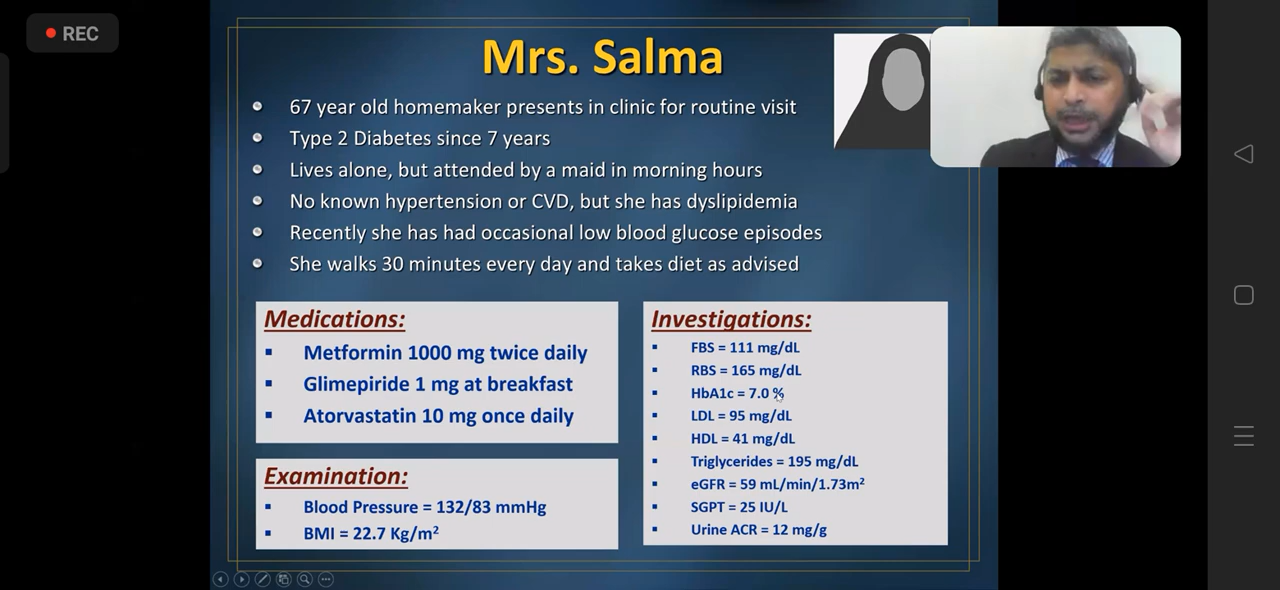 REC
Mrs. Salma
67 year old homemaker presents in clinic for routine visit
Type 2 Diabetes since 7 years
Lives alone, but attended by a maid in morning hours
No known hypertension or CVD, but she has dyslipidemia
Recently she has had occasional low blood glucose episodes
She walks 30 minutes every day and takes diet as advised
Medications:
Metformin 1000 mg twice daily
Glimepiride 1 mg at breakfast
Atorvastatin 10 mg once daily
Examination:
Blood Pressure = 132/83 mmHg
BMI = 22.7 Kg/m²
Investigations:
FBS = 111 mg/dL
RBS = 165 mg/dL
HbA1c = 7.0 %
LDL = 95 mg/dL
HDL = 41 mg/dL
Triglycerides = 195 mg/dL
eGFR = 59 mL/min/1.73m²
SGPT = 25 IU/L
Urine ACR = 12 mg/g